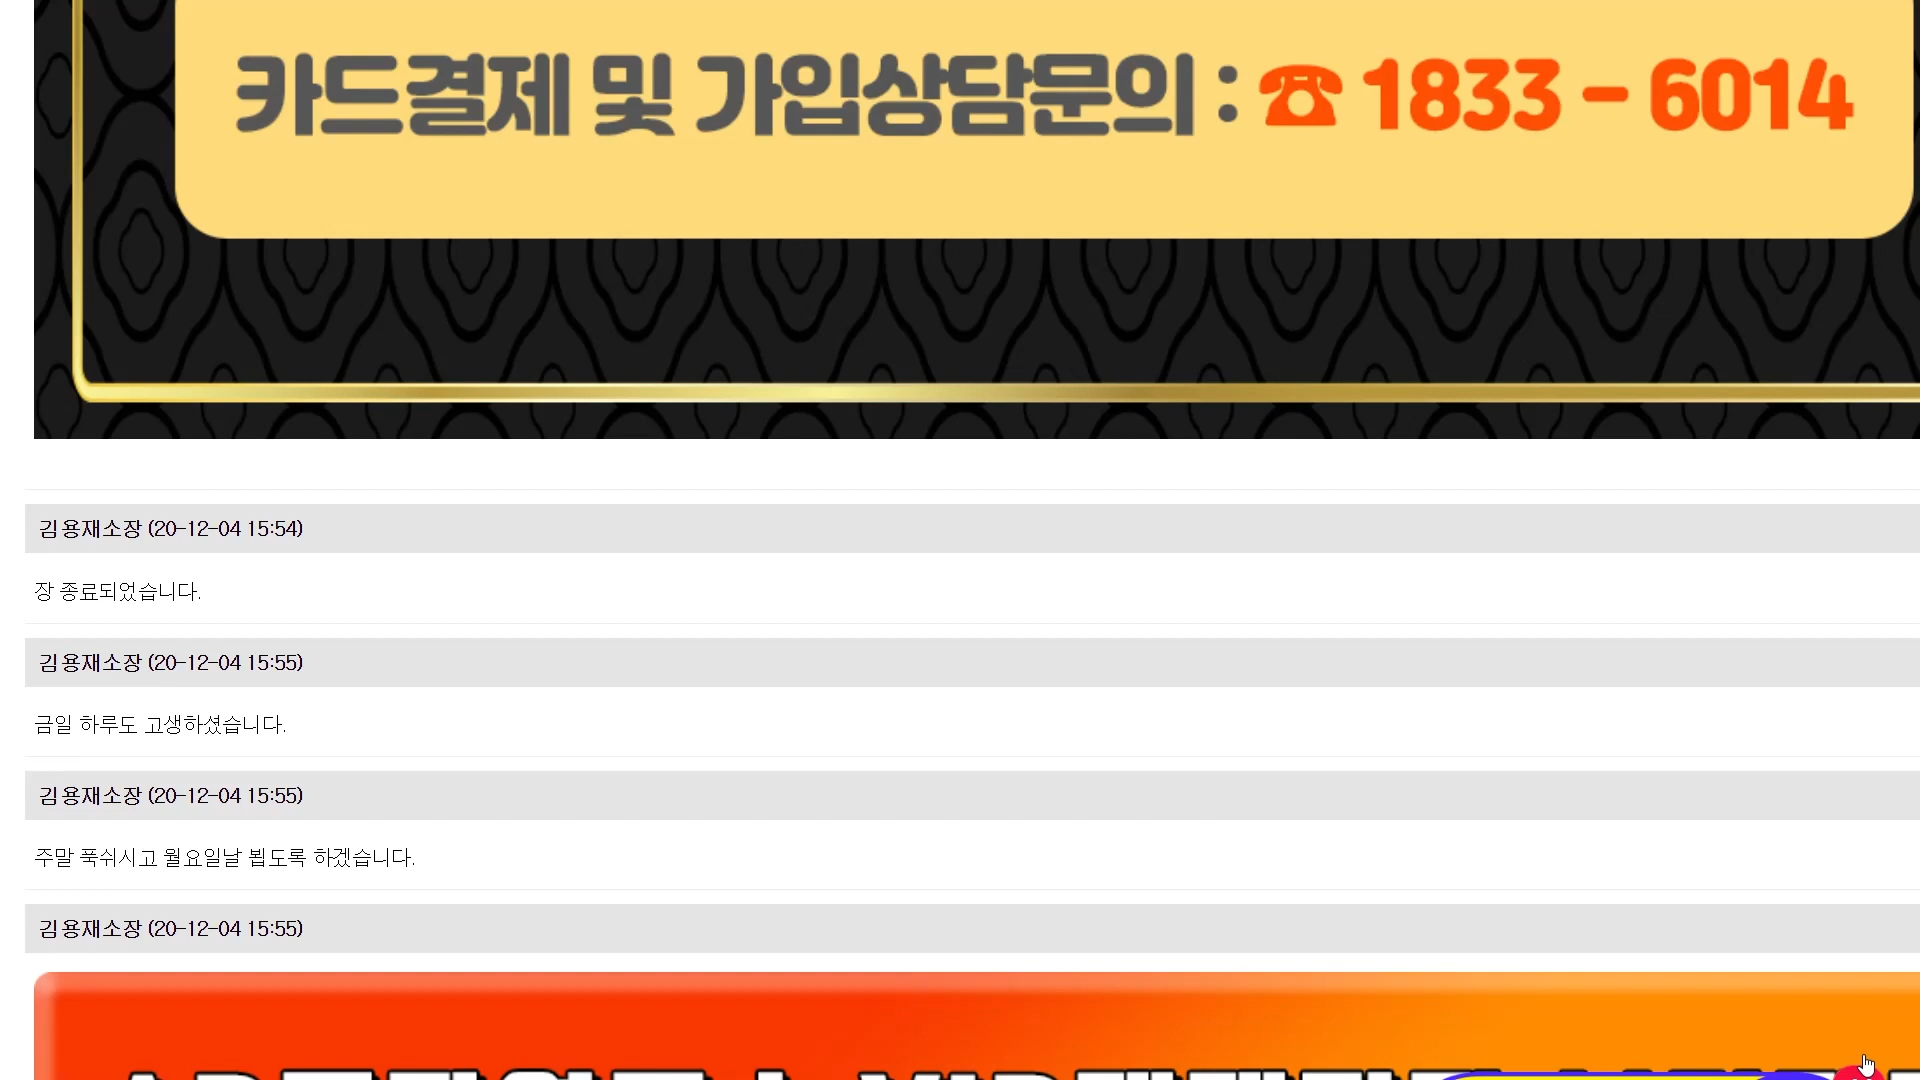 카드결제 및 가입상담문의 : ☎ 1833 - 6014
김용재소장 (20-12-04 15:54)
장 종료되었습니다.
김용재소장 (20-12-04 15:55)
금일 하루도 고생하셨습니다.
김용재소장 (20-12-04 15:55)
주말 푹쉬시고 월요일날 뵙도록 하겠습니다.
김용재소장 (20-12-04 15:55)